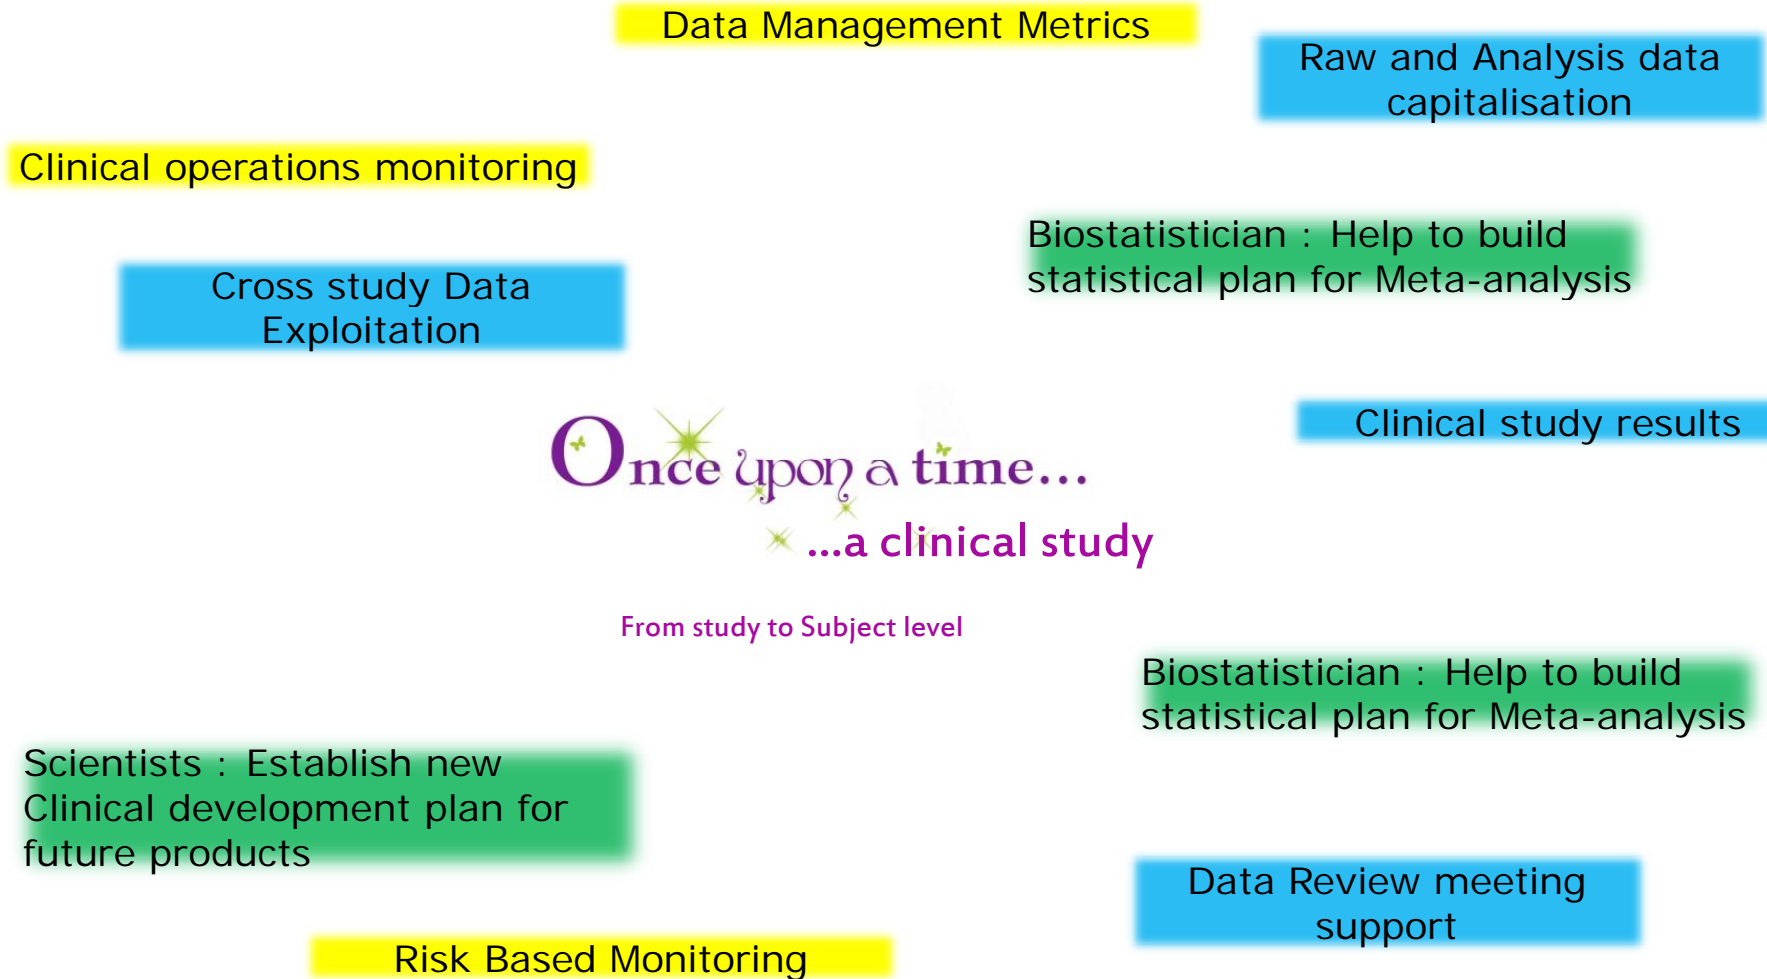 Data Management Metrics
Raw and Analysis data
capitalisation
Clinical operations monitoring
Biostatistician : Help to build
statistical plan for Meta-analysis
Cross study Data
Exploitation
Clinical study results
Once upon a time...
...a clinical study
From study to Subject level
Biostatistician : Help to build
statistical plan for Meta-analysis
Scientists : Establish new
Clinical development plan for
future products
Data Review meeting
support
Risk Based Monitoring